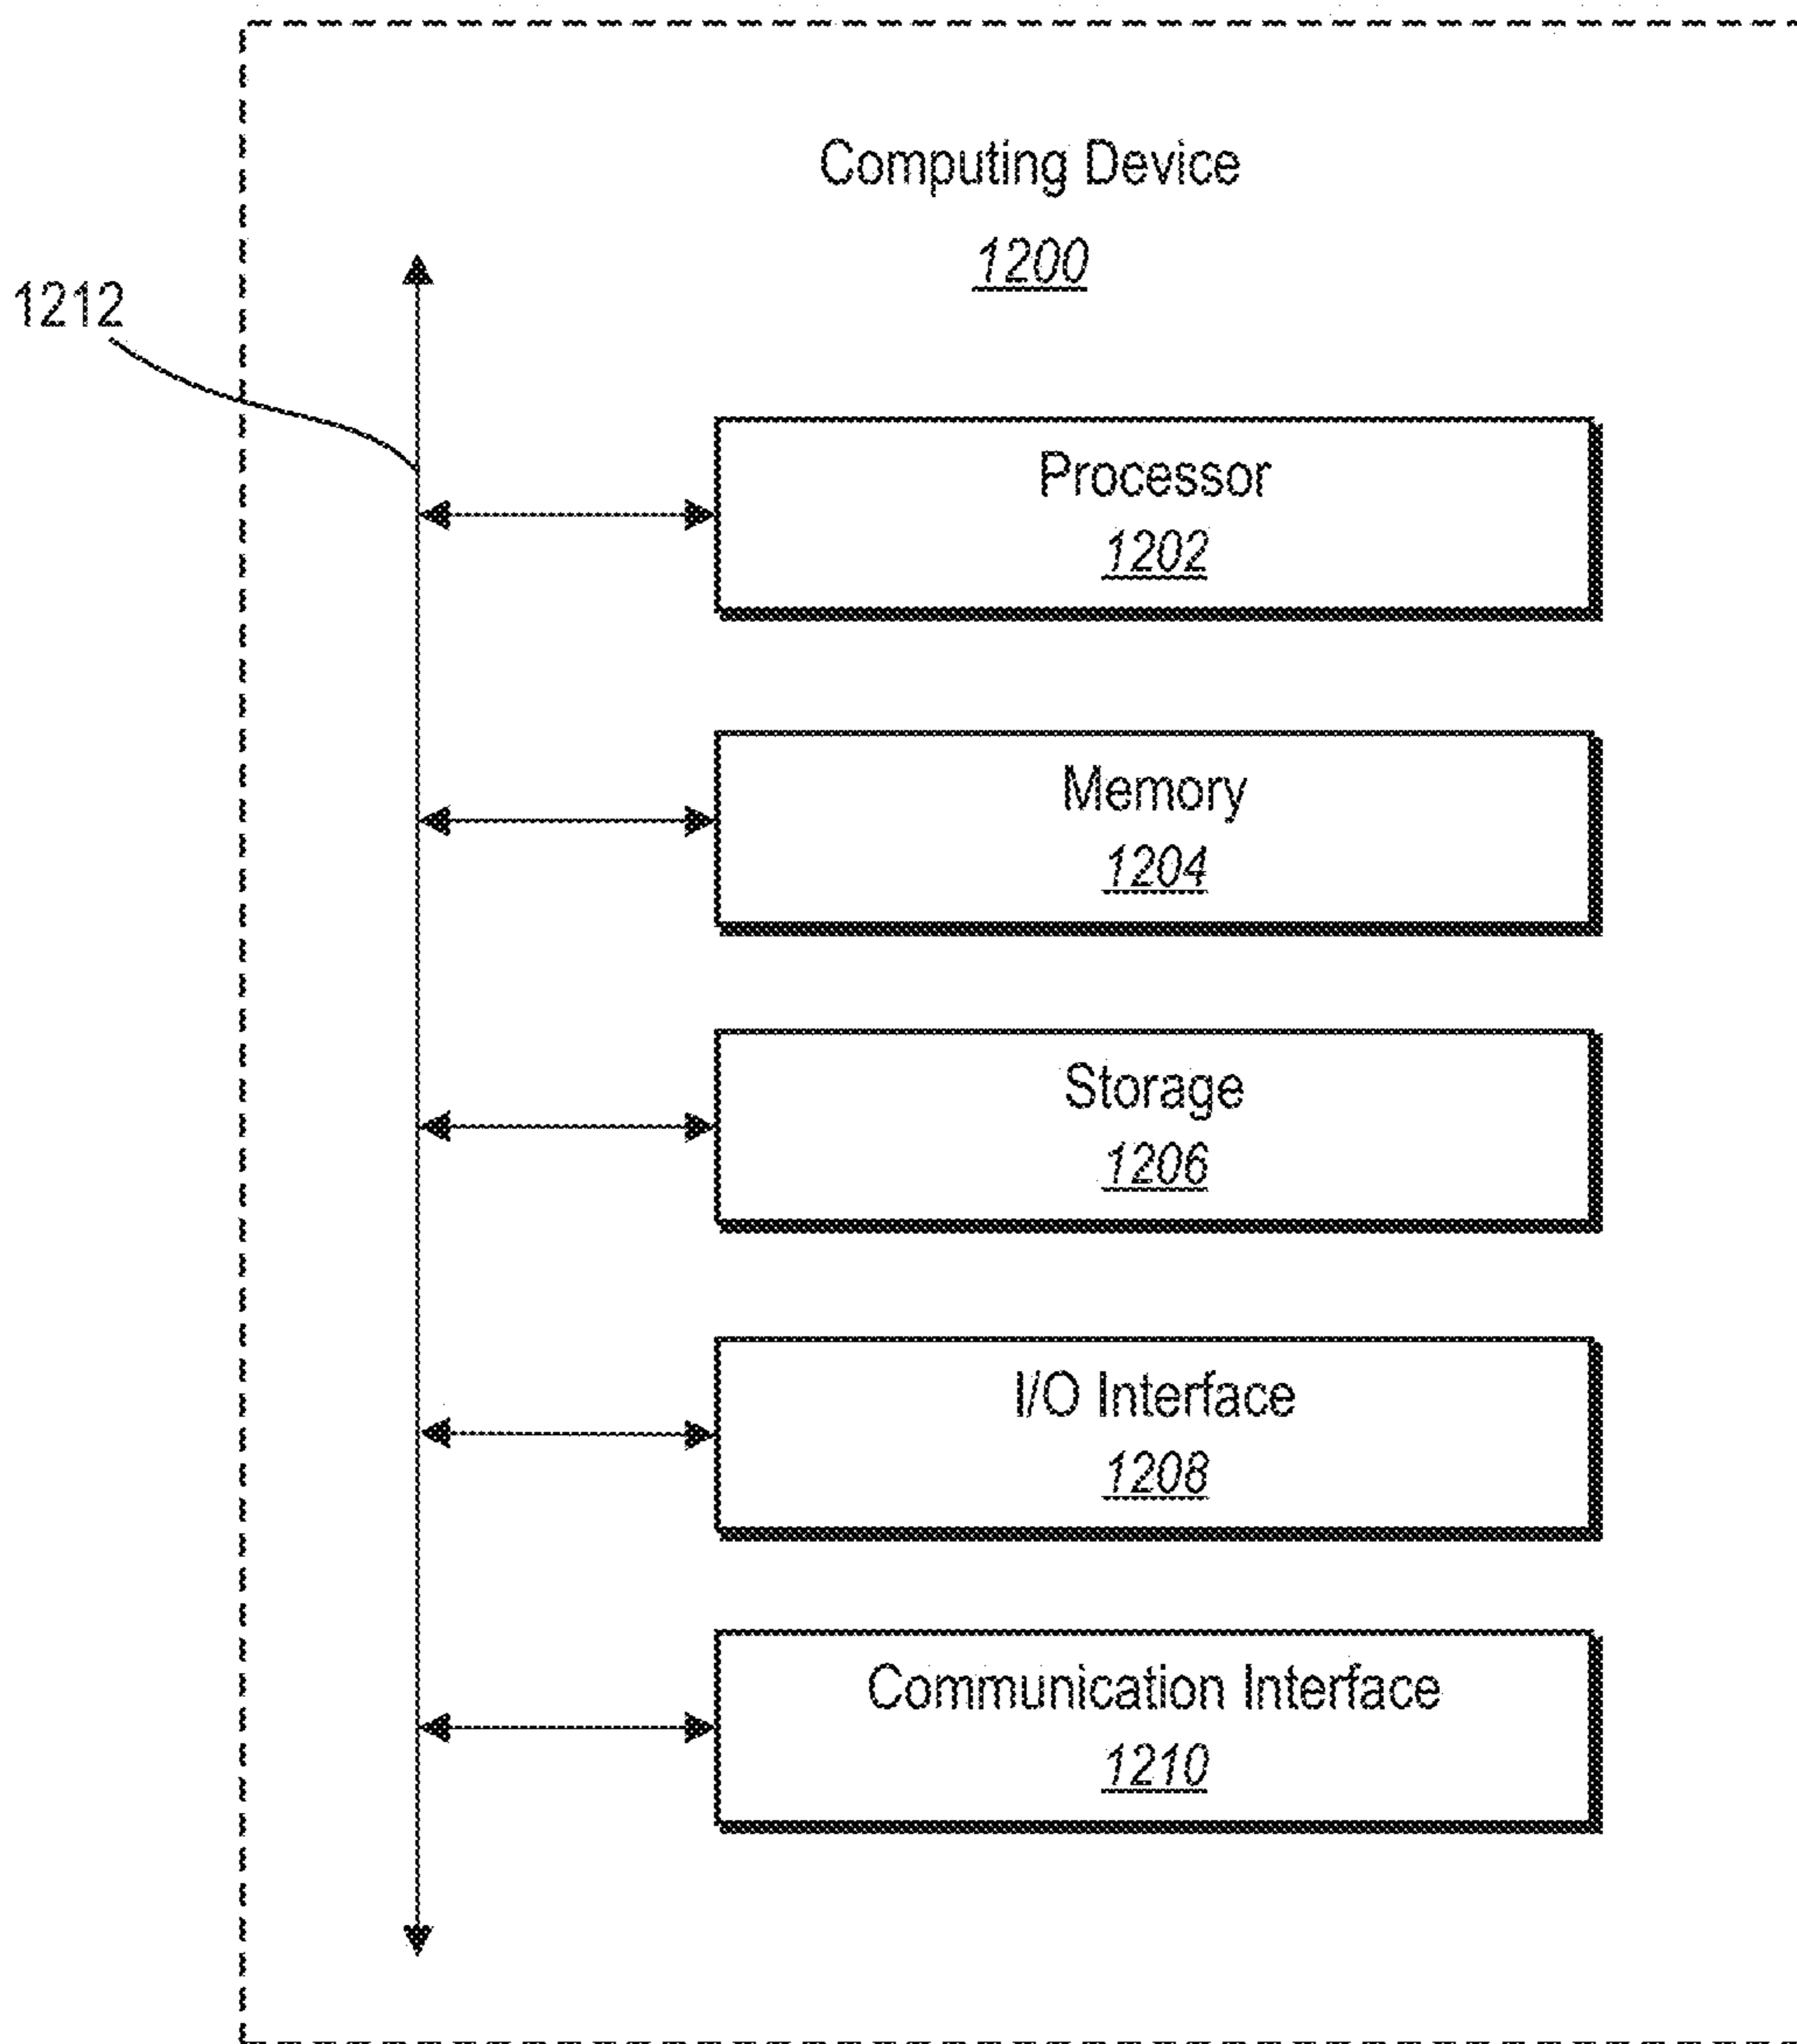 Computing Device
1200
1212
Processor
1202
Memory
1204
Storage
1206
I/O Interface
1208
Communication Interface
1210